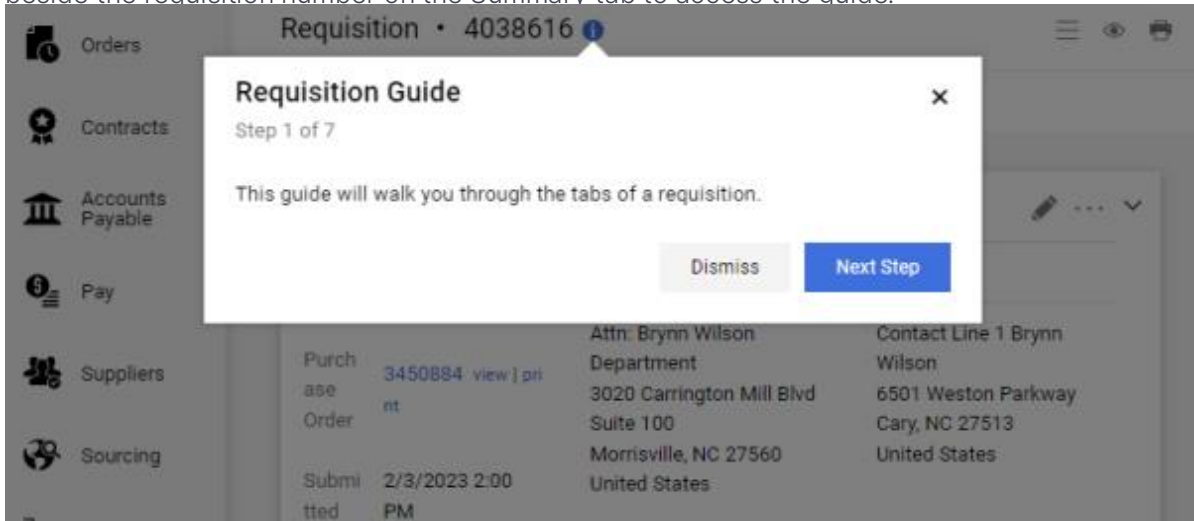 beside the requisition number on the Summary tab to access the guide.
Orders
Requisition • 4038616
Requisition Guide
Step 1 of 7
This guide will walk you through the tabs of a requisition.
Dismiss
Next Step
Contracts
Accounts
Payable
Pay
Suppliers
Sourcing
Purch
ase
Order
3450884 view | pri
nt
Submi
tted
2/3/2023 2:00
PM
Attn: Brynn Wilson
Department
3020 Carrington Mill Blvd
Suite 100
Morrisville, NC 27560
United States
Contact Line 1 Brynn
Wilson
6501 Weston Parkway
Cary, NC 27513
United States